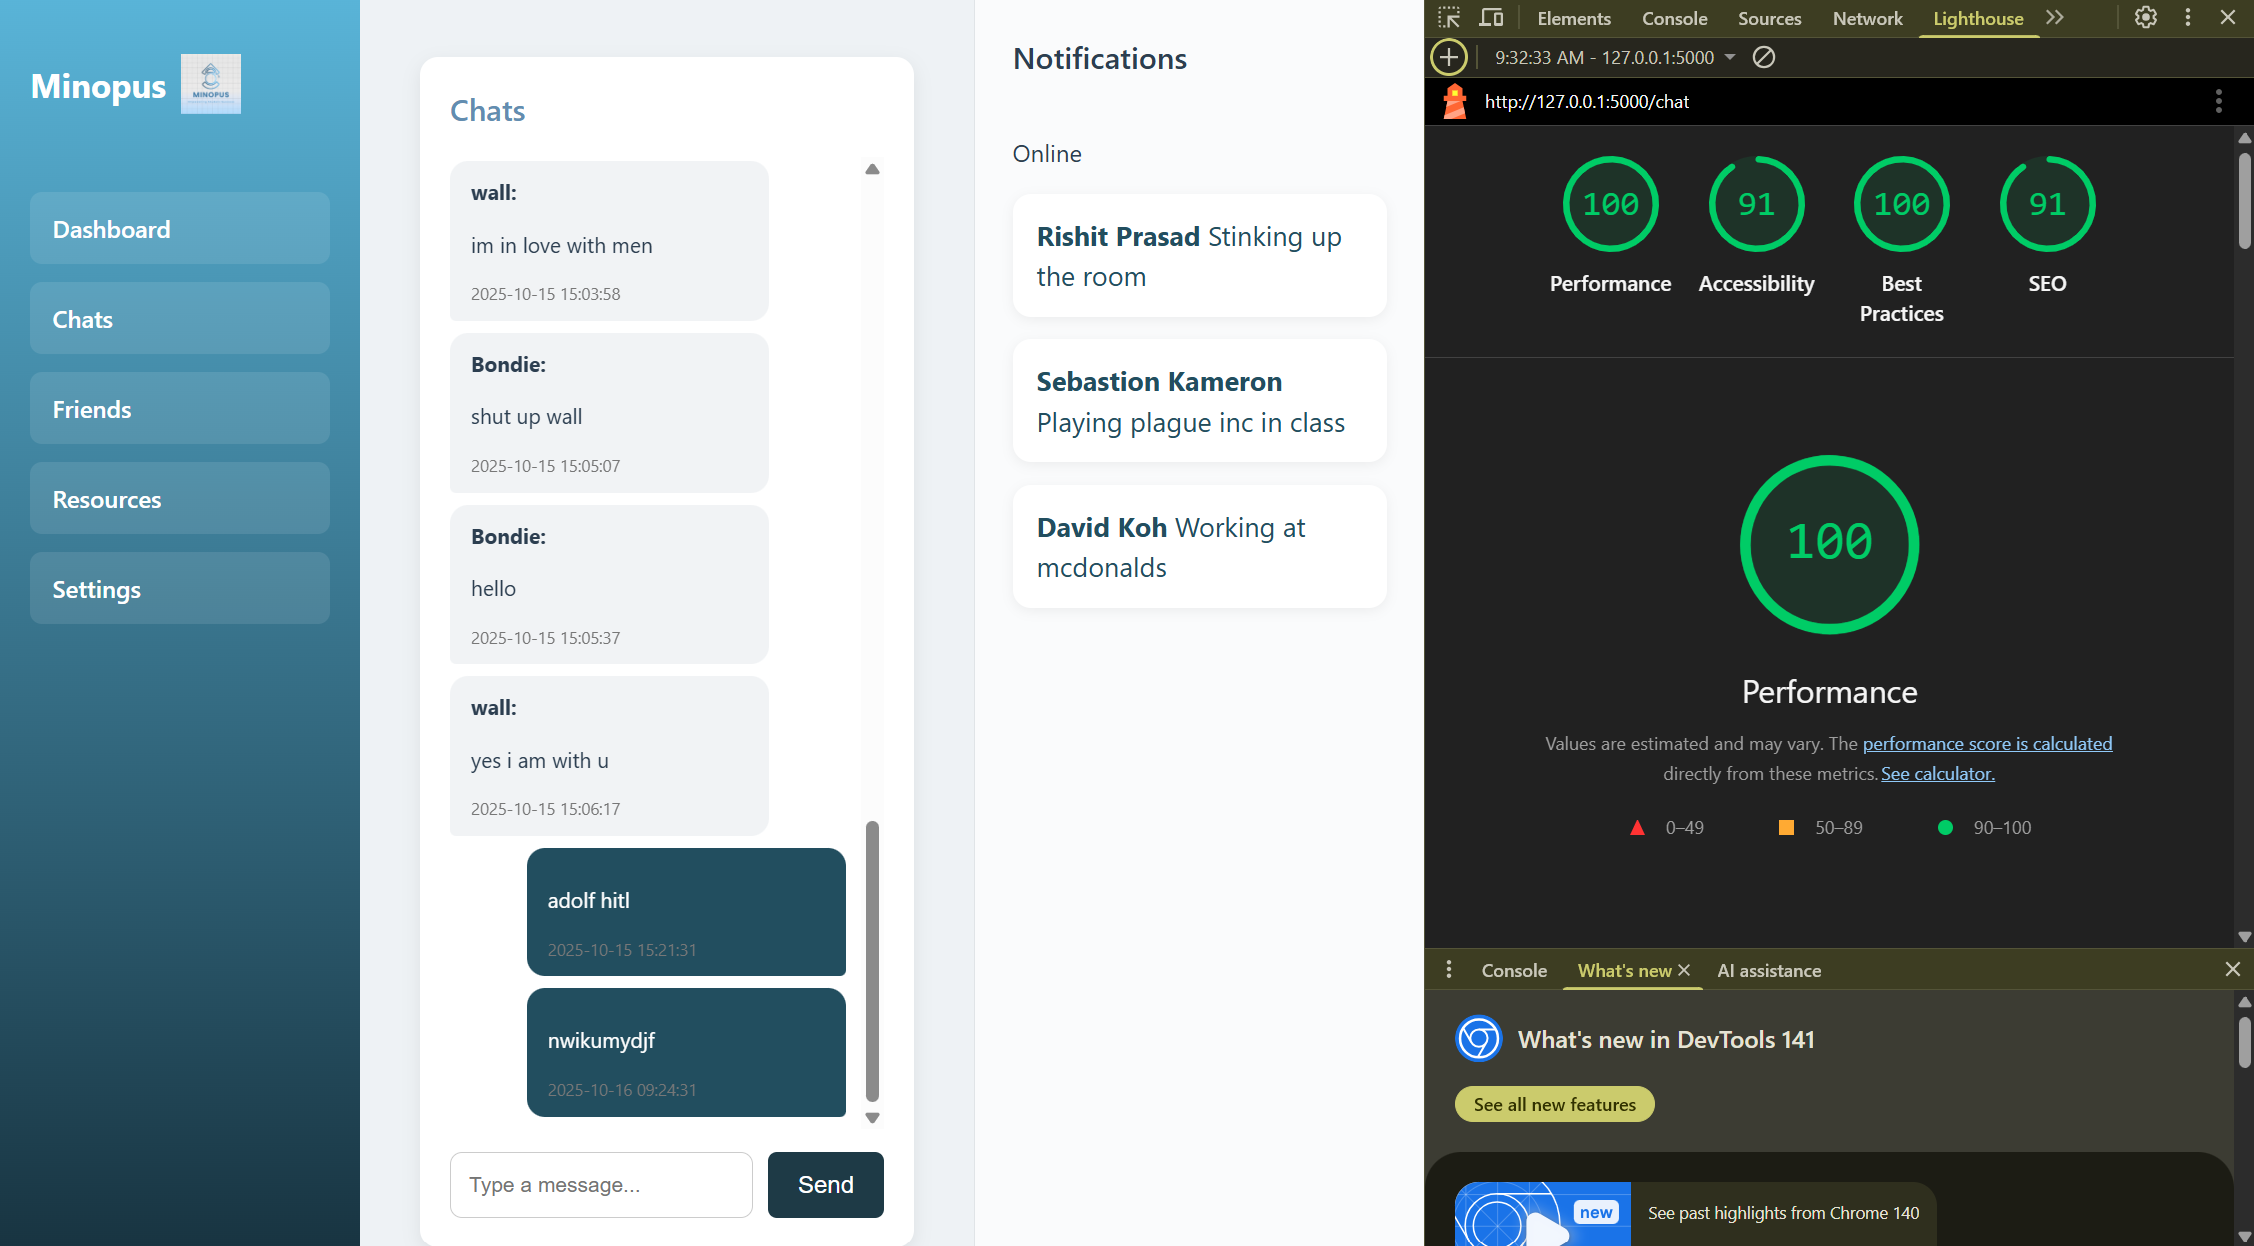 Minopus
MINOPUS
Dashboard
Chats
Friends
Resources
Settings
Chats
wall:
im in love with men
2025-10-15 15:03:58
Bondie:
shut up wall
2025-10-15 15:05:07
Bondie:
hello
2025-10-15 15:05:37
wall:
yes i am with u
2025-10-15 15:06:17
adolf hitl
2025-10-15 15:21:31
nwikumydjf
2025-10-16 09:24:31
Type a message...
Send
Notifications
Online
Rishit Prasad Stinking up
the room
Sebastion Kameron
Playing plague inc in class
David Koh Working at
mcdonalds
Elements Console Sources Network Lighthouse
9:32:33 AM - 127.0.0.1:5000
http://127.0.0.1:5000/chat
100 91 100 91
Performance Accessibility Best Practices SEO
100
Performance
Values are estimated and may vary. The performance score is calculated
directly from these metrics. See calculator.
0–49 50–89 90–100
Console What's new AI assistance
What's new in DevTools 141
See all new features
new
See past highlights from Chrome 140